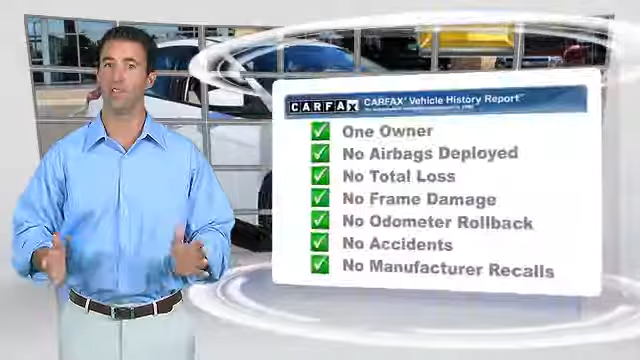 CARFAX CARFAX Vehicle History Report™
One Owner
No Airbags Deployed
No Total Loss
No Frame Damage
No Odometer Rollback
No Accidents
No Manufacturer Recalls